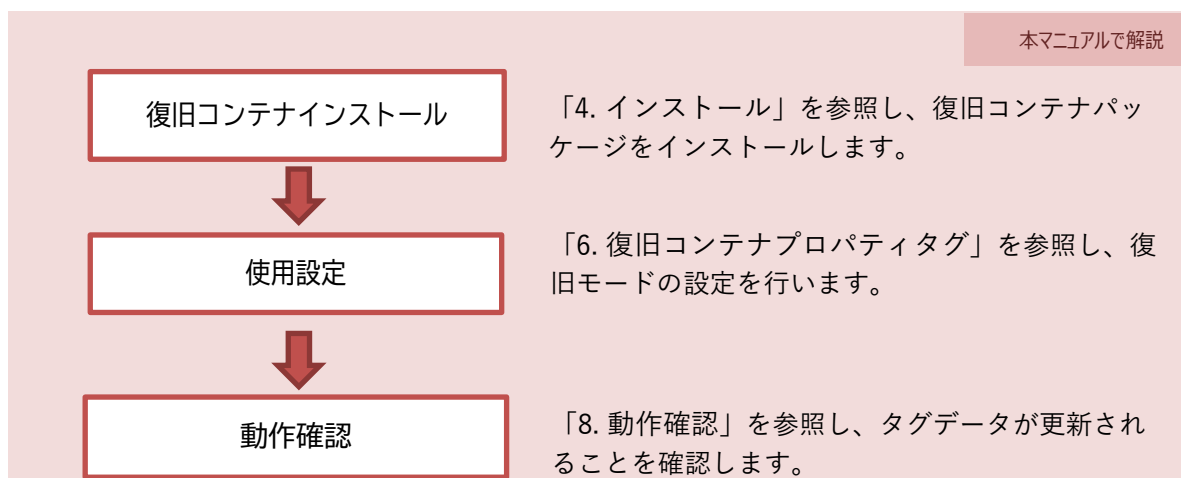 本マニュアルで解説
復旧コンテナインストール
「4. インストール」を参照し、復旧コンテナパッ
ケージをインストールします。
使用設定
「6. 復旧コンテナプロパティタグ」を参照し、復
旧モードの設定を行います。
動作確認
「8. 動作確認」を参照し、タグデータが更新され
ることを確認します。